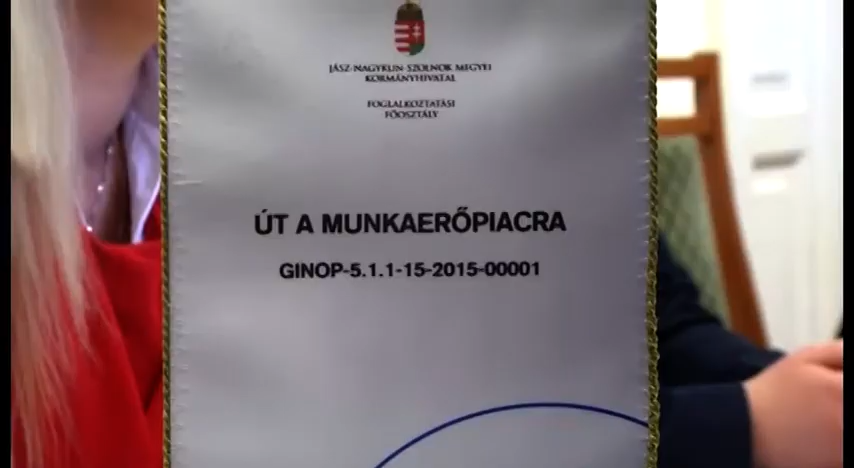 JÁSZ-NAGYKUN-SZOLNOK MEGYEI
KORMÁNYHIVATAL
FOGLALKOZTATÁSI
FŐOSZTÁLY
ÚT A MUNKAERŐPIACRA
GINOP-5.1.1-15-2015-00001